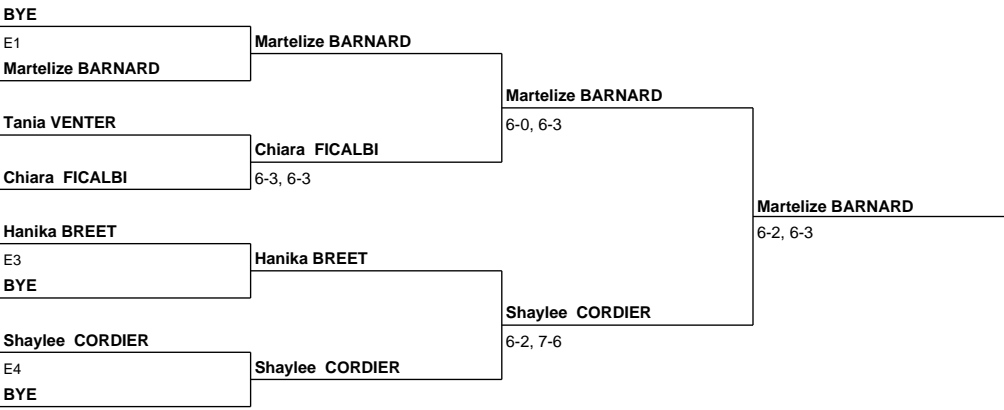 BYE
E1
Martelize BARNARD
Martelize BARNARD
Martelize BARNARD
6-0, 6-3
Tania VENTER
Chiara FICALBI
Chiara FICALBI
6-3, 6-3
Martelize BARNARD
6-2, 6-3
Hanika BREET
E3
BYE
Hanika BREET
Shaylee CORDIER
6-2, 7-6
Shaylee CORDIER
E4
BYE
Shaylee CORDIER